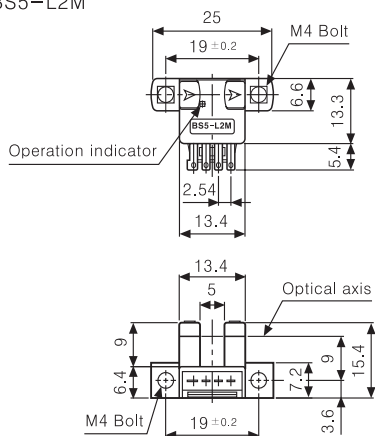 BS5-L2M
25
19 ±0.2
M4 Bolt
6.6
13.3
BS5-L2M
Operation indicator
5.4
2.54
13.4
13.4
5
Optical axis
9
6.4
9
7.2
15.4
M4 Bolt
19 ±0.2
3.6